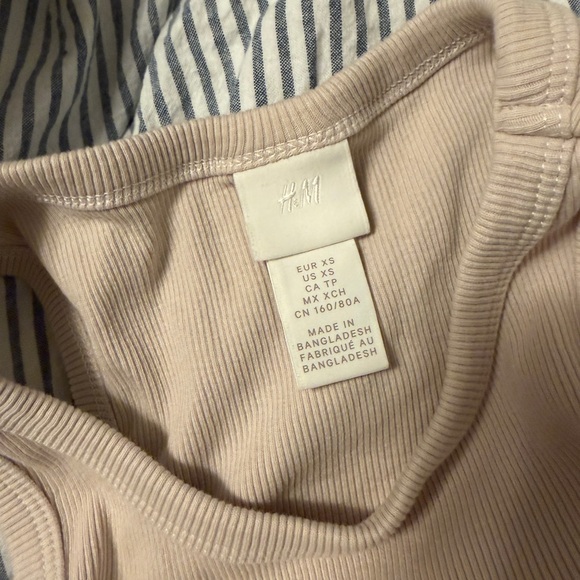 H&M
EUR XS
US XS
CA TP
MX XCH
CN 160/80A
MADE IN
BANGLADESH
FABRIQUÉ AU
BANGLADESH